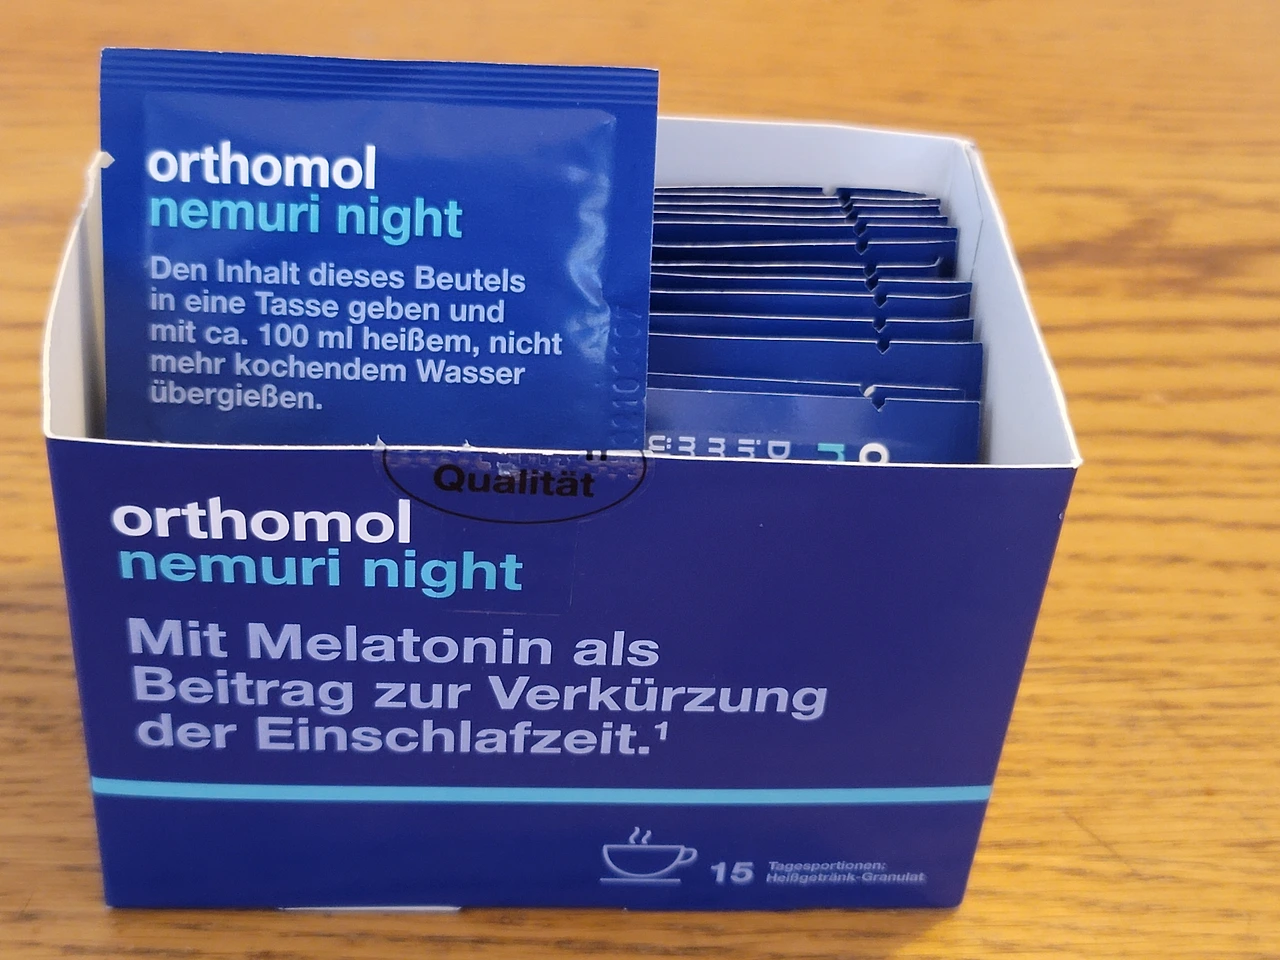 orthomol
nemuri night
Den Inhalt dieses Beutels
in eine Tasse geben und
mit ca. 100 ml heißem, nicht
mehr kochendem Wasser
übergießen.
Qualität
orthomol
nemuri night
Mit Melatonin als
Beitrag zur Verkürzung
der Einschlafzeit.¹
15 Tagesportionen:
Heißgetränk-Granulat